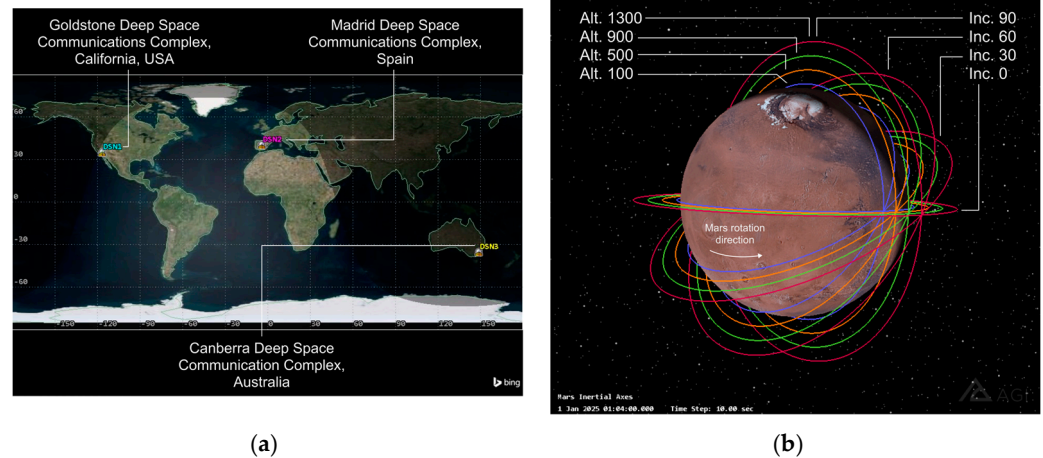 Goldstone Deep Space
Communications Complex,
California, USA
Madrid Deep Space
Communications Complex,
Spain
60
30
0
-30
-60
DSN1
DSN2
DSN3
-150 -120 -90 -60 -30 0 30 60 90 120 150
Canberra Deep Space
Communication Complex,
Australia
bing
(a)
Alt. 1300
Alt. 900
Alt. 500
Alt. 100
Inc. 90
Inc. 60
Inc. 30
Inc. 0
Mars rotation
direction
AGI
Mars Inertial Axes
1 Jan 2025 01:04:00.000 Time Step: 10.00 sec
(b)